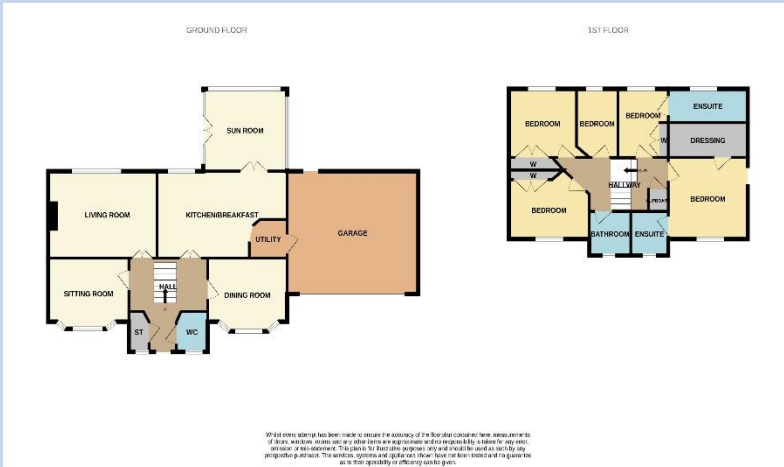 GROUND FLOOR
1ST FLOOR
SUN ROOM
LIVING ROOM
KITCHEN/BREAKFAST
UTILITY
GARAGE
SITTING ROOM
HALL
DINING ROOM
ST
WC
BEDROOM
BEDROOM
BEDROOM
ENSUITE
W
DRESSING
W
W
HALLWAY
CUPBOARD
BEDROOM
BEDROOM
BATHROOM
ENSUITE
Whilst every attempt has been made to ensure the accuracy of the floorplan contained here, measurements
of doors, windows, rooms and any other items are approximate and no responsibility is taken for any error,
omission or mis-statement. This plan is for illustrative purposes only and should be used as such by any
prospective purchaser. The services, systems and appliances shown have not been tested and no guarantee
as to their operability or efficiency can be given.